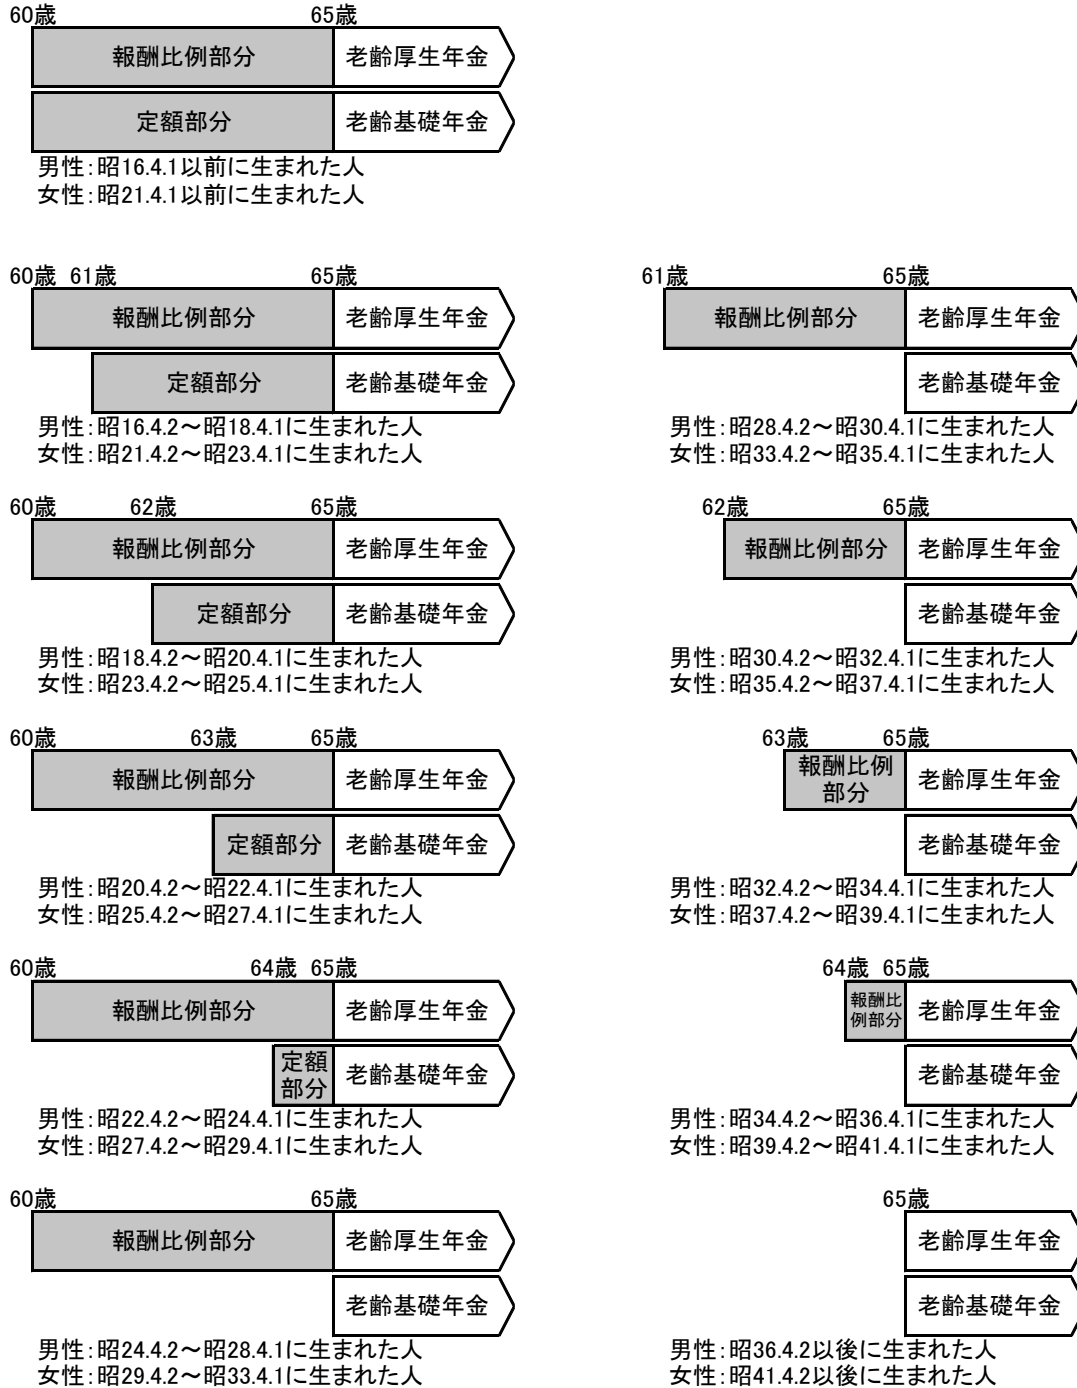 60歳 65歳
報酬比例部分 老齢厚生年金
定額部分 老齢基礎年金
男性:昭16.4.1以前に生まれた人
女性:昭21.4.1以前に生まれた人
60歳 61歳 65歳
報酬比例部分 老齢厚生年金
定額部分 老齢基礎年金
男性:昭16.4.2～昭18.4.1に生まれた人
女性:昭21.4.2～昭23.4.1に生まれた人
60歳 62歳 65歳
報酬比例部分 老齢厚生年金
定額部分 老齢基礎年金
男性:昭18.4.2～昭20.4.1に生まれた人
女性:昭23.4.2～昭25.4.1に生まれた人
60歳 63歳 65歳
報酬比例部分 老齢厚生年金
定額部分 老齢基礎年金
男性:昭20.4.2～昭22.4.1に生まれた人
女性:昭25.4.2～昭27.4.1に生まれた人
60歳 64歳 65歳
報酬比例部分 老齢厚生年金
定額
部分 老齢基礎年金
男性:昭22.4.2～昭24.4.1に生まれた人
女性:昭27.4.2～昭29.4.1に生まれた人
60歳 65歳
報酬比例部分 老齢厚生年金
老齢基礎年金
男性:昭24.4.2～昭28.4.1に生まれた人
女性:昭29.4.2～昭33.4.1に生まれた人
61歳 65歳
報酬比例部分 老齢厚生年金
老齢基礎年金
男性:昭28.4.2～昭30.4.1に生まれた人
女性:昭33.4.2～昭35.4.1に生まれた人
62歳 65歳
報酬比例部分 老齢厚生年金
老齢基礎年金
男性:昭30.4.2～昭32.4.1に生まれた人
女性:昭35.4.2～昭37.4.1に生まれた人
63歳 65歳
報酬比例
部分 老齢厚生年金
老齢基礎年金
男性:昭32.4.2～昭34.4.1に生まれた人
女性:昭37.4.2～昭39.4.1に生まれた人
64歳 65歳
報酬比
例部分 老齢厚生年金
老齢基礎年金
男性:昭34.4.2～昭36.4.1に生まれた人
女性:昭39.4.2～昭41.4.1に生まれた人
65歳
老齢厚生年金
老齢基礎年金
男性:昭36.4.2以後に生まれた人
女性:昭41.4.2以後に生まれた人